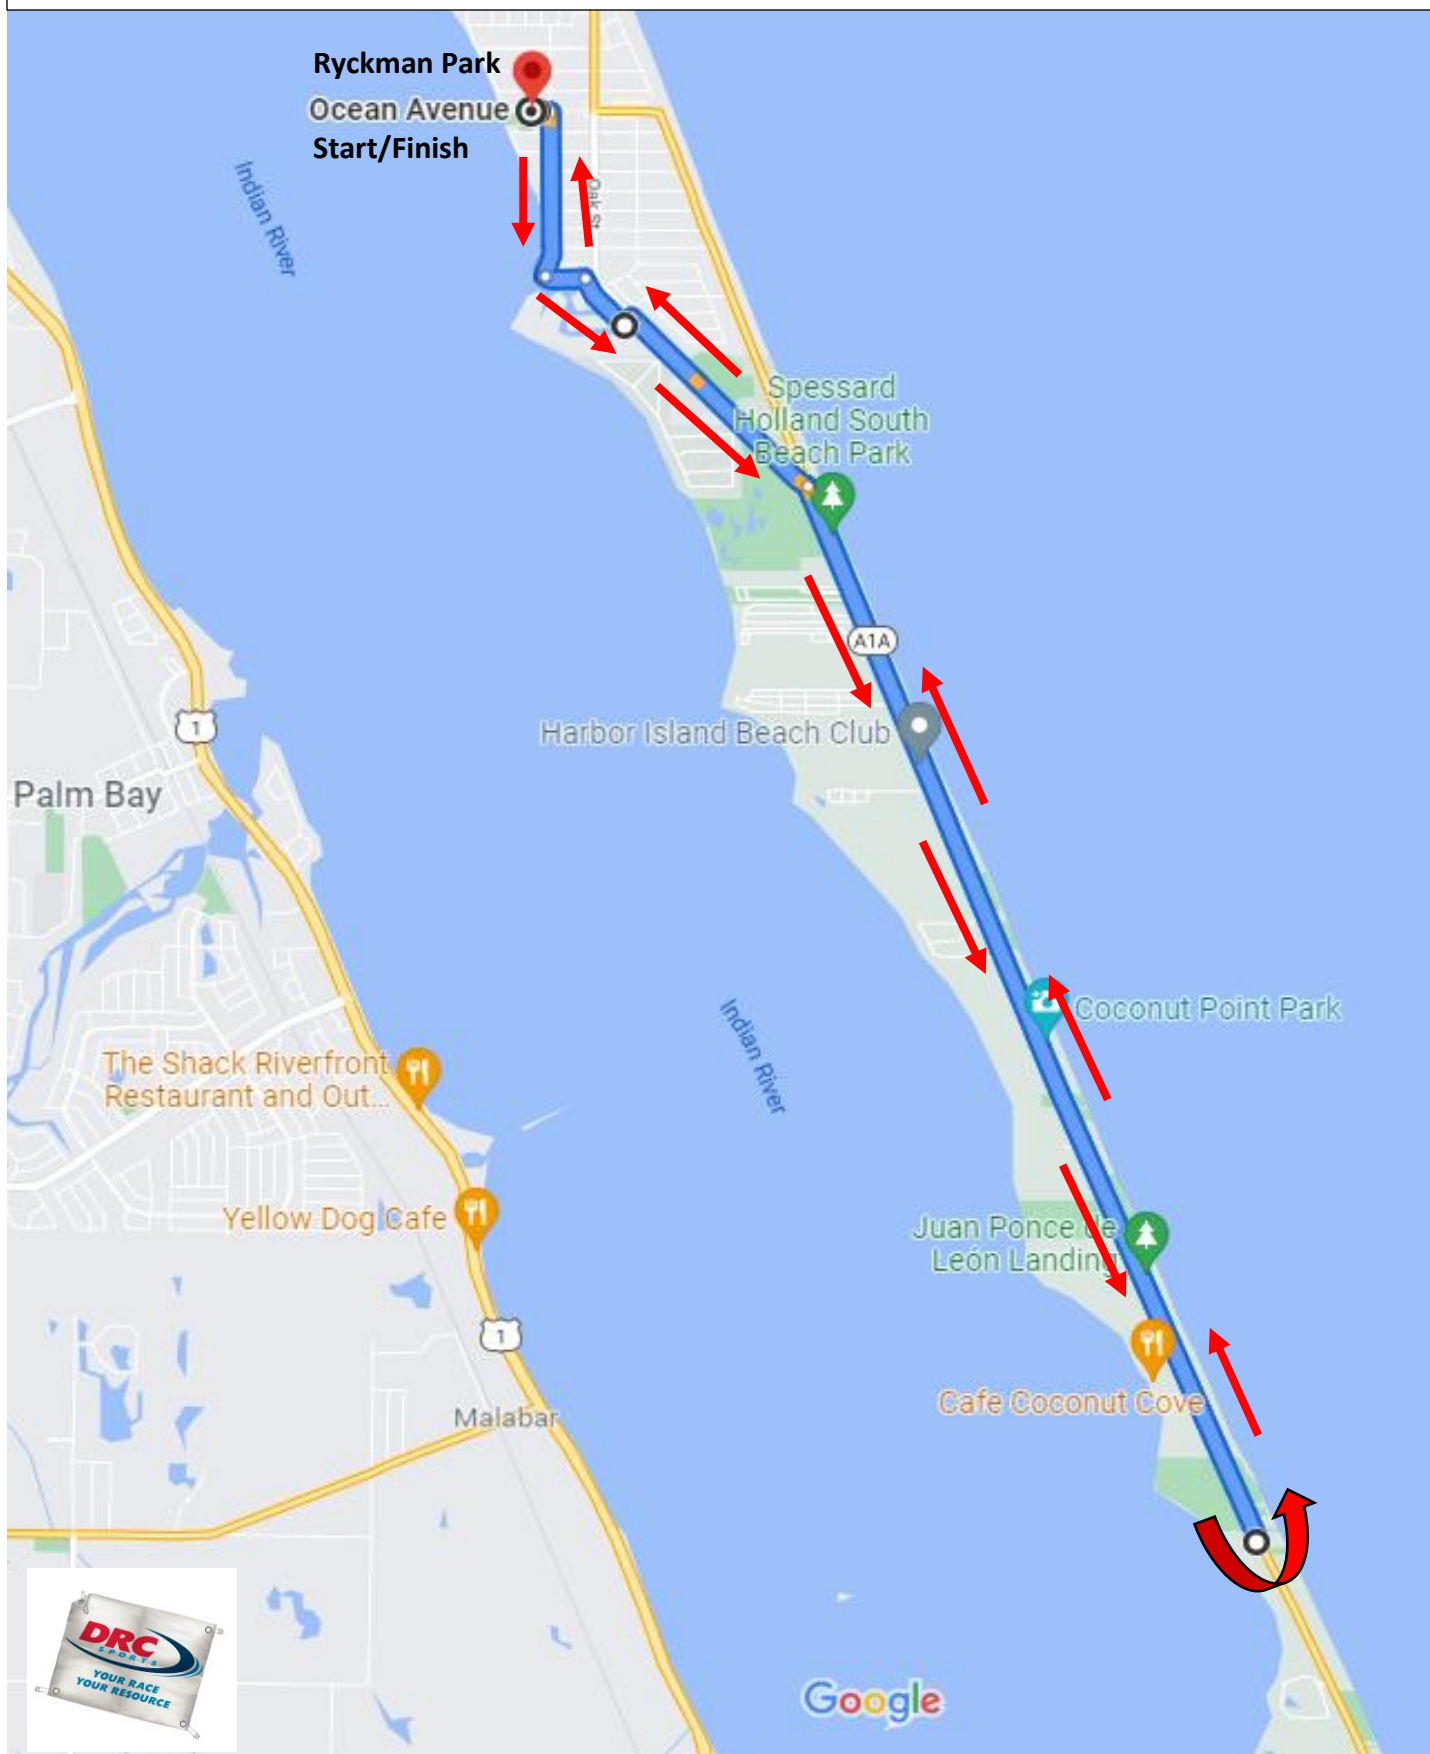 Ryckman Park
Ocean Avenue
Start/Finish
Indian River
Oak St
Spessard
Holland South
Beach Park
A1A
1
Harbor Island Beach Club
Palm Bay
Indian River
Coconut Point Park
The Shack Riverfront
Restaurant and Out...
Yellow Dog Cafe
Juan Ponce de
León Landing
1
Cafe Coconut Cove
Malabar
DRC
SPORTS
YOUR RACE
YOUR RESOURCE
Google